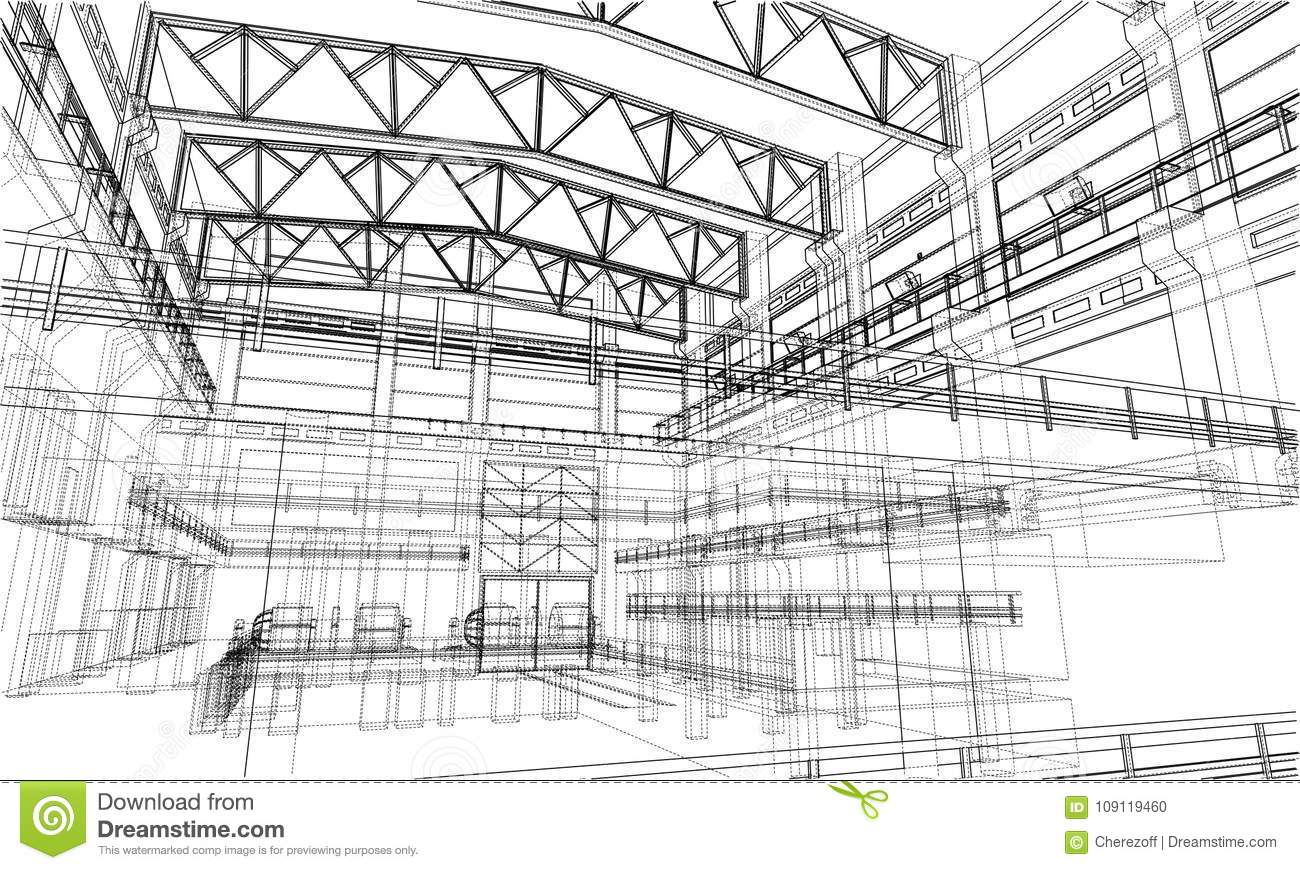 Download from
Dreamstime.com
This watermarked comp image is for previewing purposes only.
ID 109119460
© Cherezoff | Dreamstime.com